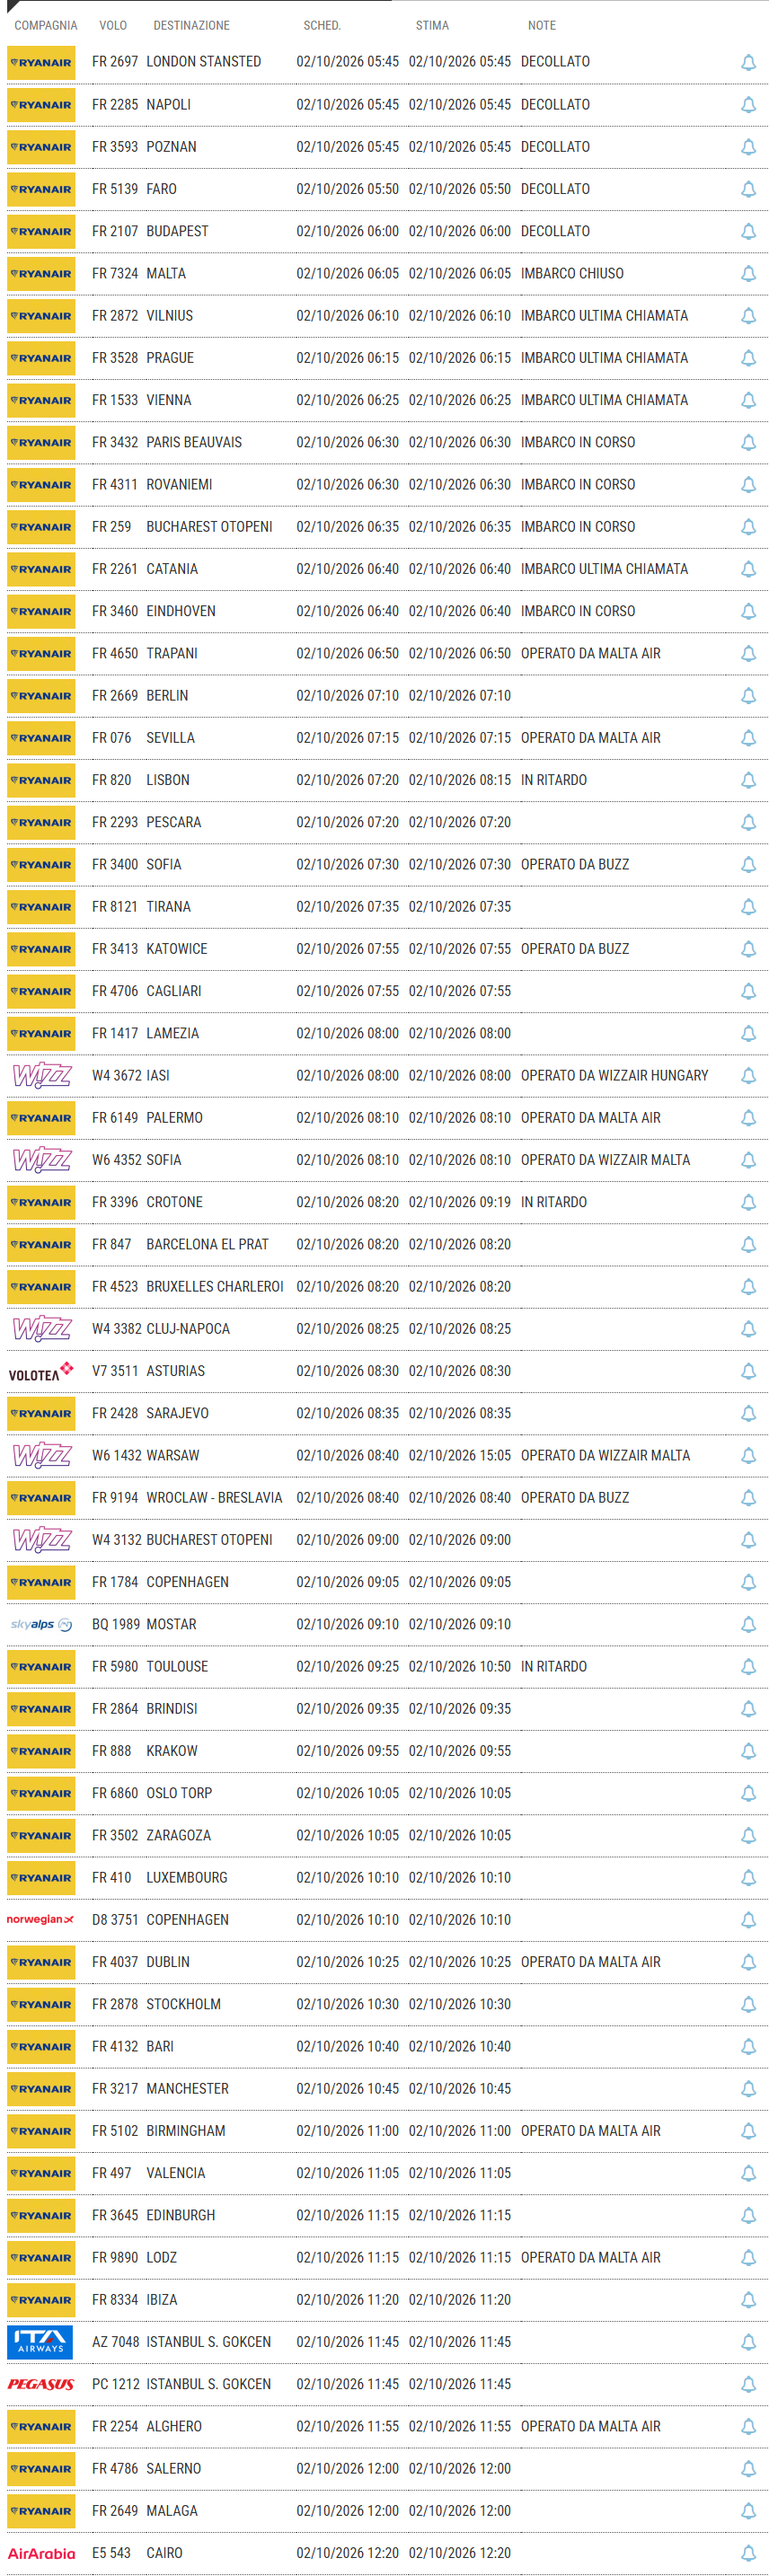 COMPAGNIA VOLO DESTINAZIONE SCHED. STIMA NOTE
RYANAIR FR 2697 LONDON STANSTED 02/10/2026 05:45 02/10/2026 05:45 DECOLLATO
RYANAIR FR 2285 NAPOLI 02/10/2026 05:45 02/10/2026 05:45 DECOLLATO
RYANAIR FR 3593 POZNAN 02/10/2026 05:45 02/10/2026 05:45 DECOLLATO
RYANAIR FR 5139 FARO 02/10/2026 05:50 02/10/2026 05:50 DECOLLATO
RYANAIR FR 2107 BUDAPEST 02/10/2026 06:00 02/10/2026 06:00 DECOLLATO
RYANAIR FR 7324 MALTA 02/10/2026 06:05 02/10/2026 06:05 IMBARCO CHIUSO
RYANAIR FR 2872 VILNIUS 02/10/2026 06:10 02/10/2026 06:10 IMBARCO ULTIMA CHIAMATA
RYANAIR FR 3528 PRAGUE 02/10/2026 06:15 02/10/2026 06:15 IMBARCO ULTIMA CHIAMATA
RYANAIR FR 1533 VIENNA 02/10/2026 06:25 02/10/2026 06:25 IMBARCO ULTIMA CHIAMATA
RYANAIR FR 3432 PARIS BEAUVAIS 02/10/2026 06:30 02/10/2026 06:30 IMBARCO IN CORSO
RYANAIR FR 4311 ROVANIEMI 02/10/2026 06:30 02/10/2026 06:30 IMBARCO IN CORSO
RYANAIR FR 259 BUCHAREST OTOPENI 02/10/2026 06:35 02/10/2026 06:35 IMBARCO IN CORSO
RYANAIR FR 2261 CATANIA 02/10/2026 06:40 02/10/2026 06:40 IMBARCO ULTIMA CHIAMATA
RYANAIR FR 3460 EINDHOVEN 02/10/2026 06:40 02/10/2026 06:40 IMBARCO IN CORSO
RYANAIR FR 4650 TRAPANI 02/10/2026 06:50 02/10/2026 06:50 OPERATO DA MALTA AIR
RYANAIR FR 2669 BERLIN 02/10/2026 07:10 02/10/2026 07:10
RYANAIR FR 076 SEVILLA 02/10/2026 07:15 02/10/2026 07:15 OPERATO DA MALTA AIR
RYANAIR FR 820 LISBON 02/10/2026 07:20 02/10/2026 08:15 IN RITARDO
RYANAIR FR 2293 PESCARA 02/10/2026 07:20 02/10/2026 07:20
RYANAIR FR 3400 SOFIA 02/10/2026 07:30 02/10/2026 07:30 OPERATO DA BUZZ
RYANAIR FR 8121 TIRANA 02/10/2026 07:35 02/10/2026 07:35
RYANAIR FR 3413 KATOWICE 02/10/2026 07:55 02/10/2026 07:55 OPERATO DA BUZZ
RYANAIR FR 4706 CAGLIARI 02/10/2026 07:55 02/10/2026 07:55
RYANAIR FR 1417 LAMEZIA 02/10/2026 08:00 02/10/2026 08:00
WIZZ W4 3672 IASI 02/10/2026 08:00 02/10/2026 08:00 OPERATO DA WIZZAIR HUNGARY
RYANAIR FR 6149 PALERMO 02/10/2026 08:10 02/10/2026 08:10 OPERATO DA MALTA AIR
WIZZ W6 4352 SOFIA 02/10/2026 08:10 02/10/2026 08:10 OPERATO DA WIZZAIR MALTA
RYANAIR FR 3396 CROTONE 02/10/2026 08:20 02/10/2026 09:19 IN RITARDO
RYANAIR FR 847 BARCELONA EL PRAT 02/10/2026 08:20 02/10/2026 08:20
RYANAIR FR 4523 BRUXELLES CHARLEROI 02/10/2026 08:20 02/10/2026 08:20
WIZZ W4 3382 CLUJ-NAPOCA 02/10/2026 08:25 02/10/2026 08:25
VOLOTEA V7 3511 ASTURIAS 02/10/2026 08:30 02/10/2026 08:30
RYANAIR FR 2428 SARAJEVO 02/10/2026 08:35 02/10/2026 08:35
WIZZ W6 1432 WARSAW 02/10/2026 08:40 02/10/2026 15:05 OPERATO DA WIZZAIR MALTA
RYANAIR FR 9194 WROCLAW - BRESLAVIA 02/10/2026 08:40 02/10/2026 08:40 OPERATO DA BUZZ
WIZZ W4 3132 BUCHAREST OTOPENI 02/10/2026 09:00 02/10/2026 09:00
RYANAIR FR 1784 COPENHAGEN 02/10/2026 09:05 02/10/2026 09:05
skyalps BQ 1989 MOSTAR 02/10/2026 09:10 02/10/2026 09:10
RYANAIR FR 5980 TOULOUSE 02/10/2026 09:25 02/10/2026 10:50 IN RITARDO
RYANAIR FR 2864 BRINDISI 02/10/2026 09:35 02/10/2026 09:35
RYANAIR FR 888 KRAKOW 02/10/2026 09:55 02/10/2026 09:55
RYANAIR FR 6860 OSLO TORP 02/10/2026 10:05 02/10/2026 10:05
RYANAIR FR 3502 ZARAGOZA 02/10/2026 10:05 02/10/2026 10:05
RYANAIR FR 410 LUXEMBOURG 02/10/2026 10:10 02/10/2026 10:10
norwegian D8 3751 COPENHAGEN 02/10/2026 10:10 02/10/2026 10:10
RYANAIR FR 4037 DUBLIN 02/10/2026 10:25 02/10/2026 10:25 OPERATO DA MALTA AIR
RYANAIR FR 2878 STOCKHOLM 02/10/2026 10:30 02/10/2026 10:30
RYANAIR FR 4132 BARI 02/10/2026 10:40 02/10/2026 10:40
RYANAIR FR 3217 MANCHESTER 02/10/2026 10:45 02/10/2026 10:45
RYANAIR FR 5102 BIRMINGHAM 02/10/2026 11:00 02/10/2026 11:00 OPERATO DA MALTA AIR
RYANAIR FR 497 VALENCIA 02/10/2026 11:05 02/10/2026 11:05
RYANAIR FR 3645 EDINBURGH 02/10/2026 11:15 02/10/2026 11:15
RYANAIR FR 9890 LODZ 02/10/2026 11:15 02/10/2026 11:15 OPERATO DA MALTA AIR
RYANAIR FR 8334 IBIZA 02/10/2026 11:20 02/10/2026 11:20
ITA AIRWAYS AZ 7048 ISTANBUL S. GOKCEN 02/10/2026 11:45 02/10/2026 11:45
PEGASUS PC 1212 ISTANBUL S. GOKCEN 02/10/2026 11:45 02/10/2026 11:45
RYANAIR FR 2254 ALGHERO 02/10/2026 11:55 02/10/2026 11:55 OPERATO DA MALTA AIR
RYANAIR FR 4786 SALERNO 02/10/2026 12:00 02/10/2026 12:00
RYANAIR FR 2649 MALAGA 02/10/2026 12:00 02/10/2026 12:00
AirArabia E5 543 CAIRO 02/10/2026 12:20 02/10/2026 12:20